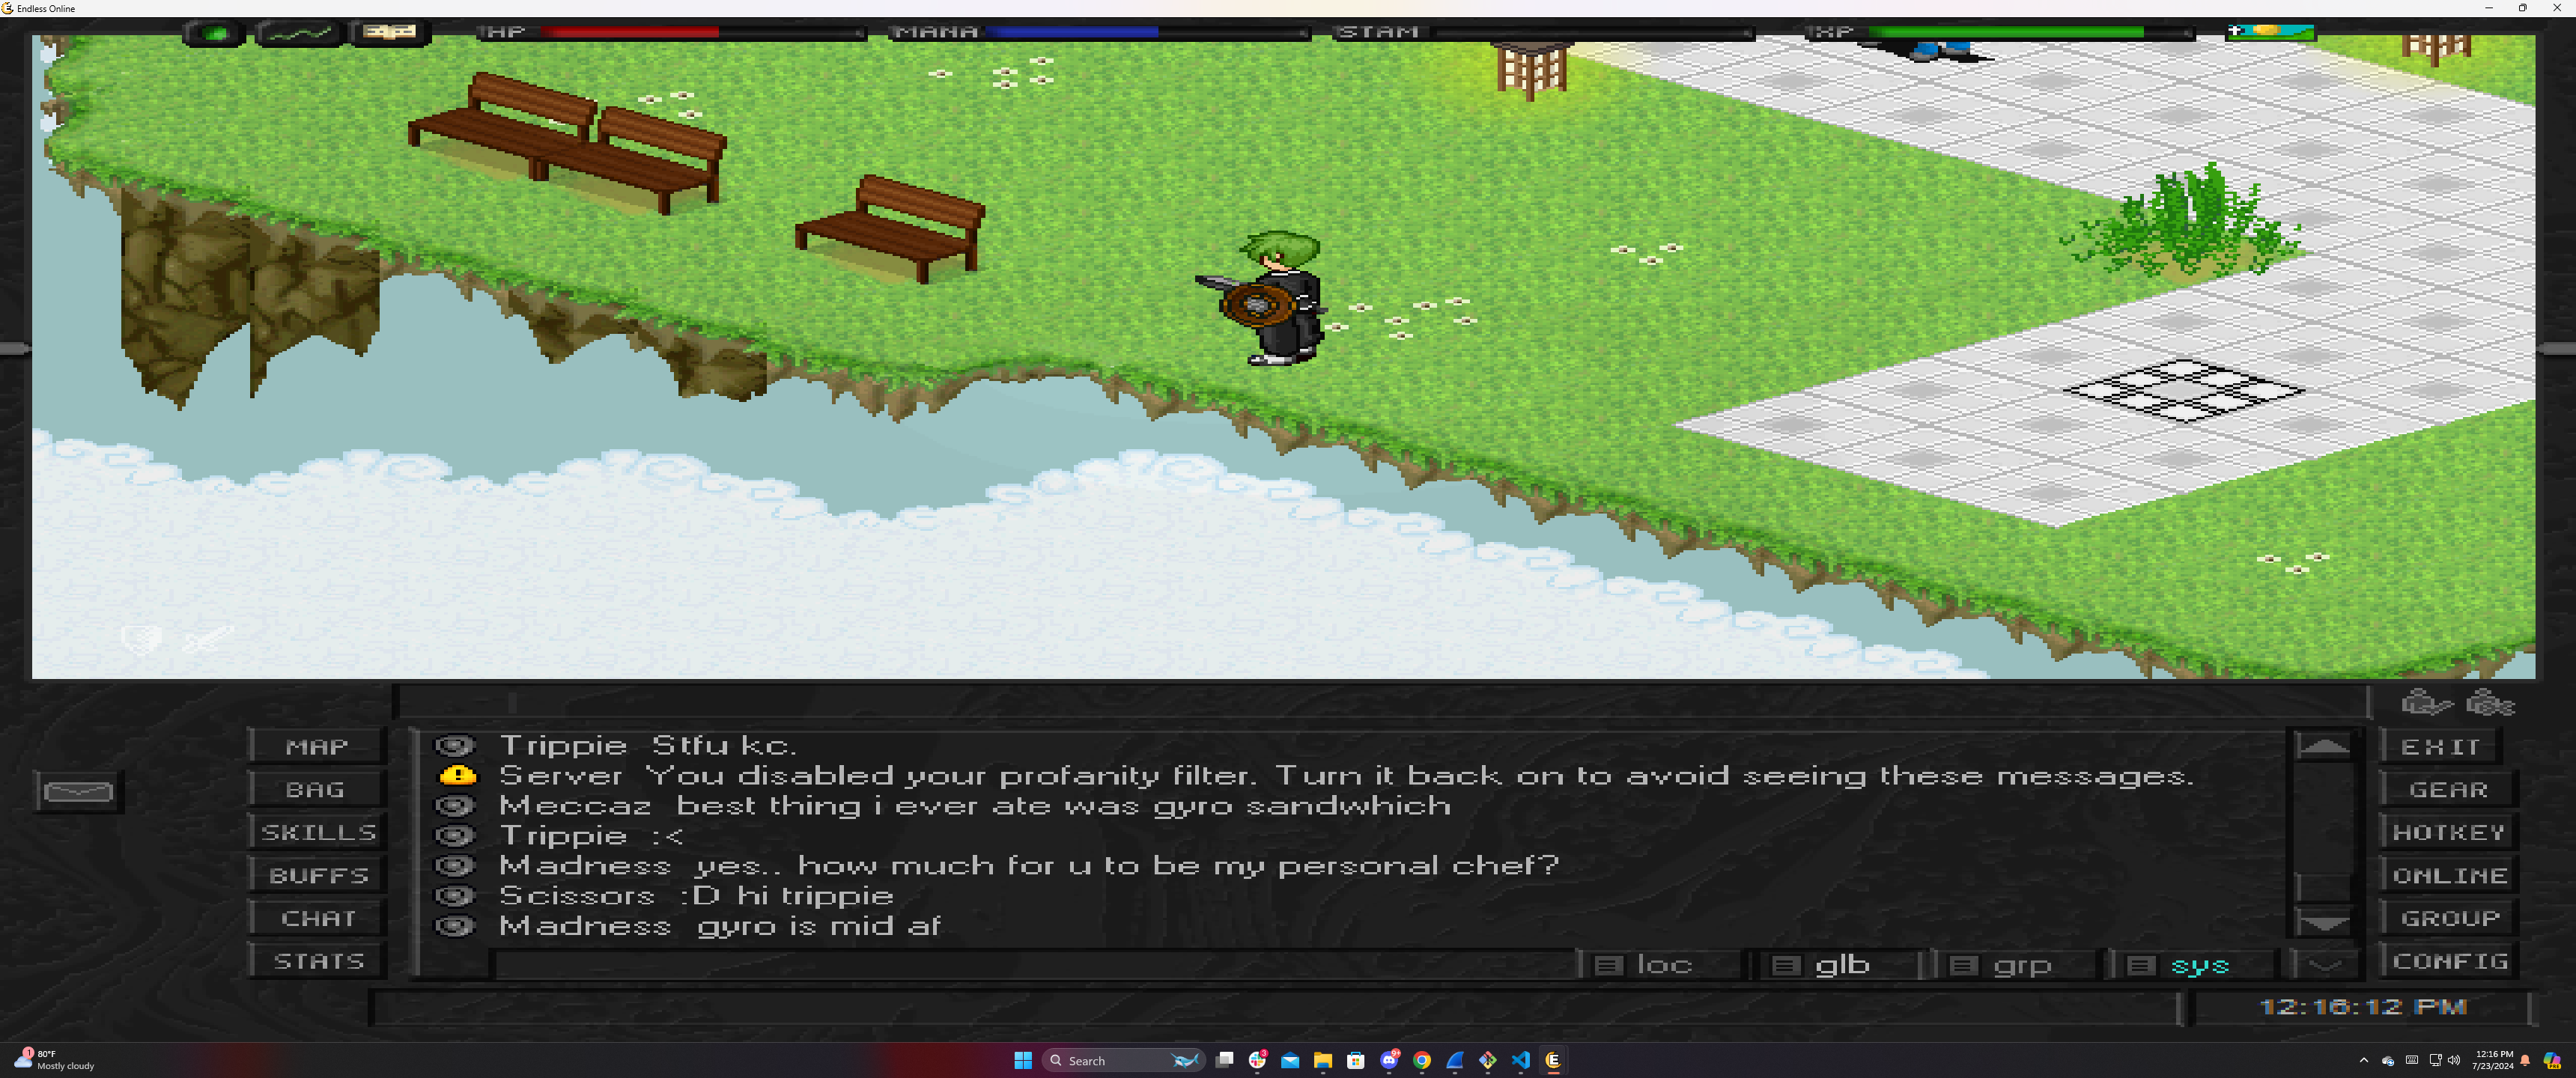 Endless Online
HP
MANA
STAM
XP
Trippie Stfu kc.
Server You disabled your profanity filter. Turn it back on to avoid seeing these messages.
Meccaz best thing i ever ate was gyro sandwhich
Trippie :<
Madness yes.. how much for u to be my personal chef?
Scissors :D hi trippie
Madness gyro is mid af
MAP
BAG
SKILLS
BUFFS
CHAT
STATS
EXIT
GEAR
HOTKEY
ONLINE
GROUP
CONFIG
loc
glb
grp
sys
12:16:12 PM
1
80°F
Mostly cloudy
Search
3
9+
12:16 PM
7/23/2024